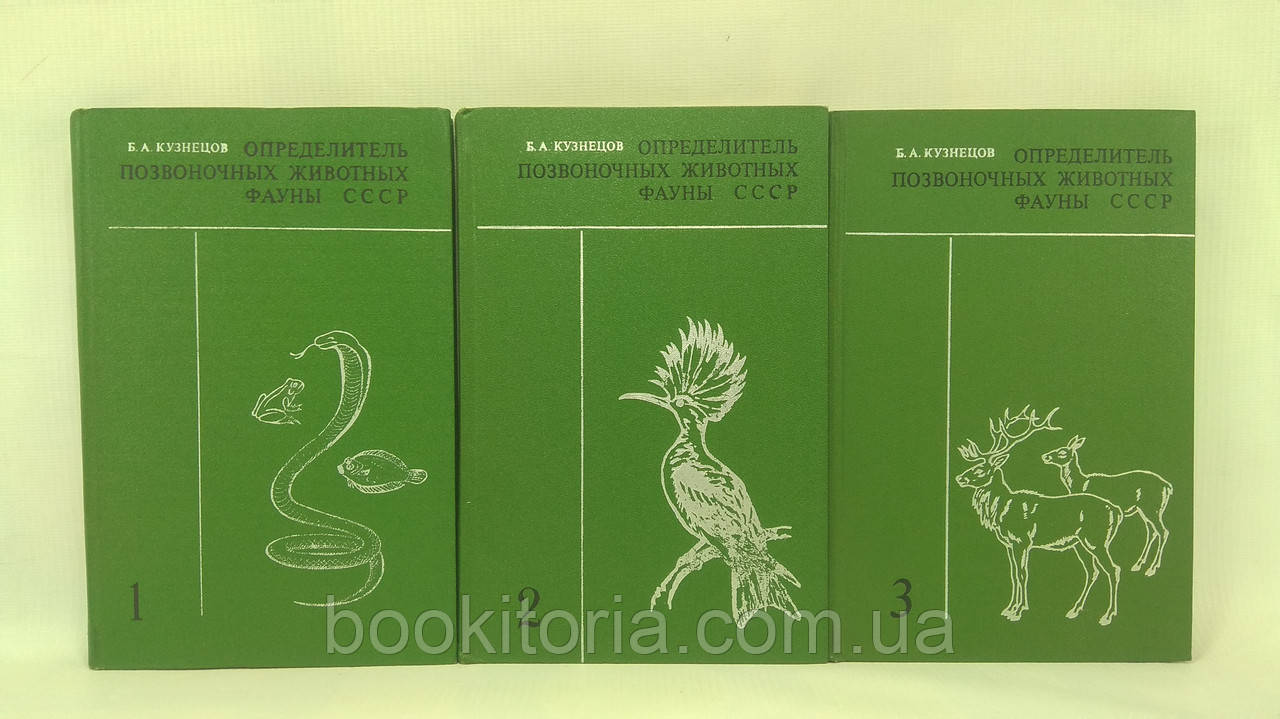 Б. А. КУЗНЕЦОВ ОПРЕДЕЛИТЕЛЬ
ПОЗВОНОЧНЫХ ЖИВОТНЫХ
ФАУНЫ СССР
1
Б. А. КУЗНЕЦОВ ОПРЕДЕЛИТЕЛЬ
ПОЗВОНОЧНЫХ ЖИВОТНЫХ
ФАУНЫ СССР
2
Б. А. КУЗНЕЦОВ ОПРЕДЕЛИТЕЛЬ
ПОЗВОНОЧНЫХ ЖИВОТНЫХ
ФАУНЫ СССР
3
bookitoria.com.ua